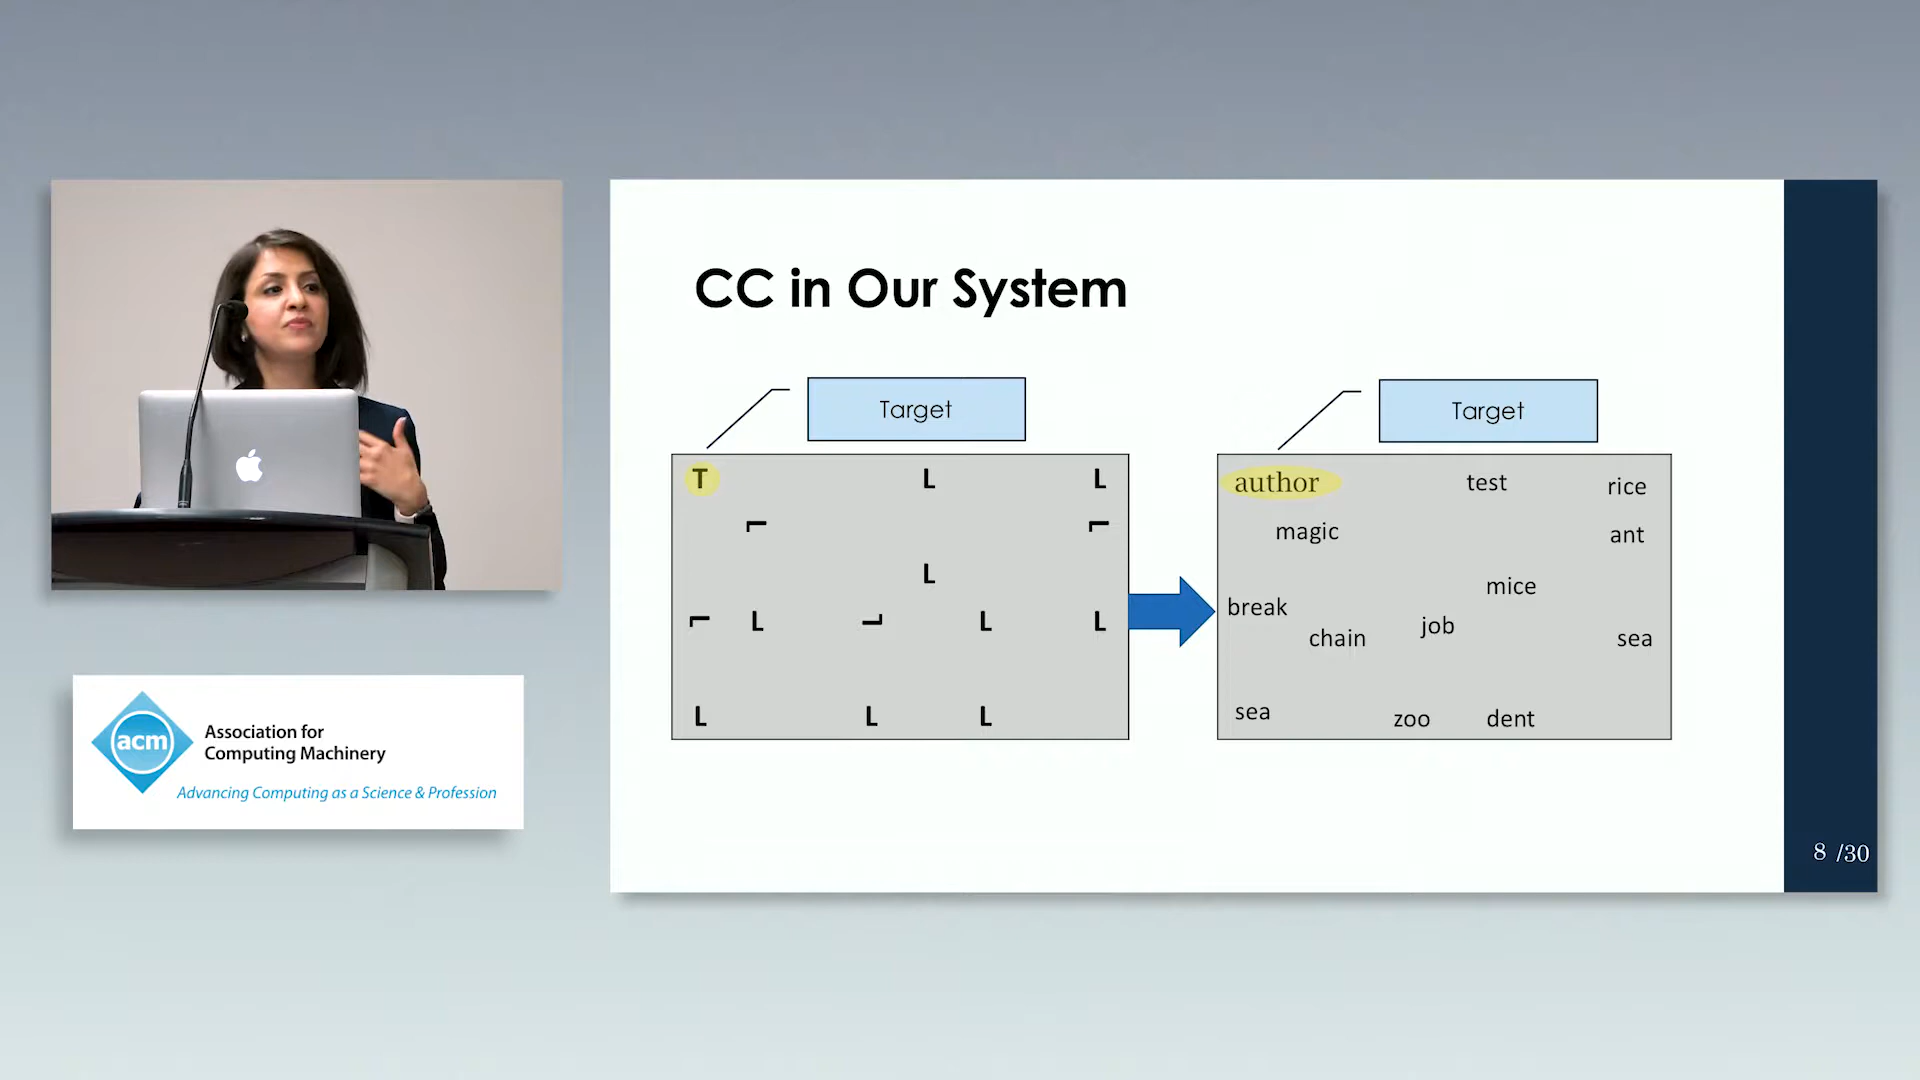 CC in Our System
Target
T L L
L L
L
L L L L L
L L L
Target
author test rice
magic ant
mice
break
chain job sea
sea zoo dent
8 /30
acm
Association for
Computing Machinery
Advancing Computing as a Science & Profession